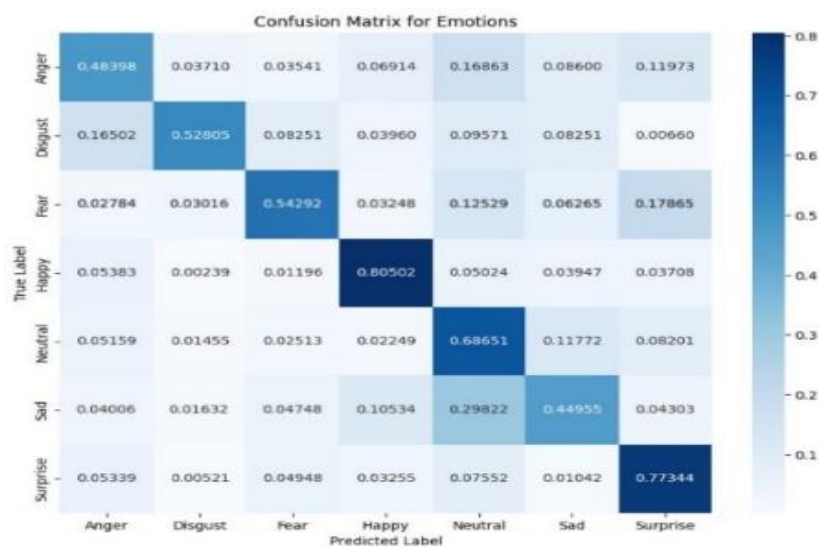 Confusion Matrix for Emotions
True Label
Anger 0.48398 0.03710 0.03541 0.06914 0.16863 0.08600 0.11973
Disgust 0.16502 0.52805 0.08251 0.03960 0.09571 0.08251 0.00660
Fear 0.02784 0.03016 0.54292 0.03248 0.12529 0.06265 0.17865
Happy 0.05383 0.00239 0.01196 0.80502 0.05024 0.03947 0.03708
Neutral 0.05159 0.01455 0.02513 0.02249 0.68651 0.11772 0.08201
Sad 0.04006 0.01632 0.04748 0.10534 0.29822 0.44955 0.04303
Surprise 0.05339 0.00521 0.04948 0.03255 0.07552 0.01042 0.77344
Anger Disgust Fear Happy Neutral Sad Surprise
Predicted Label
0.8
0.7
0.6
0.5
0.4
0.3
0.2
0.1